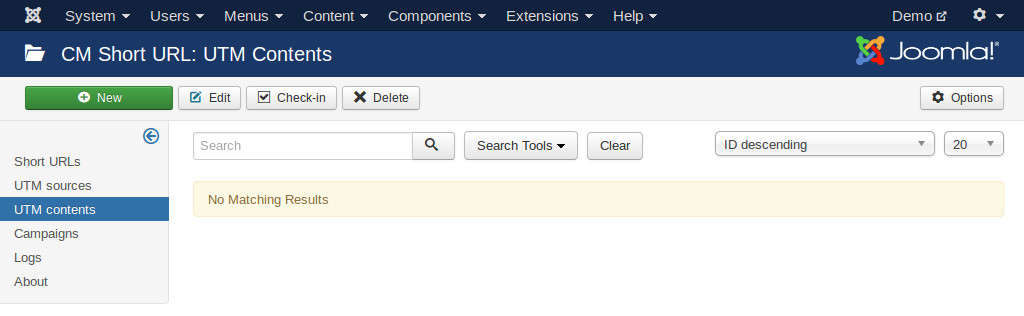 System Users Menus Content Components Extensions Help Demo
CM Short URL: UTM Contents Joomla!®
New Edit Check-in Delete Options
Search Search Tools Clear ID descending 20
Short URLs
UTM sources
UTM contents
Campaigns
Logs
About
No Matching Results